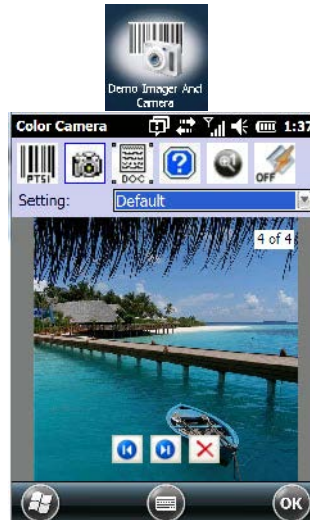 Demo Imager And
Camera
Color Camera 1:37
PTSI
DOC
OFF
Setting: Default
4 of 4
OK